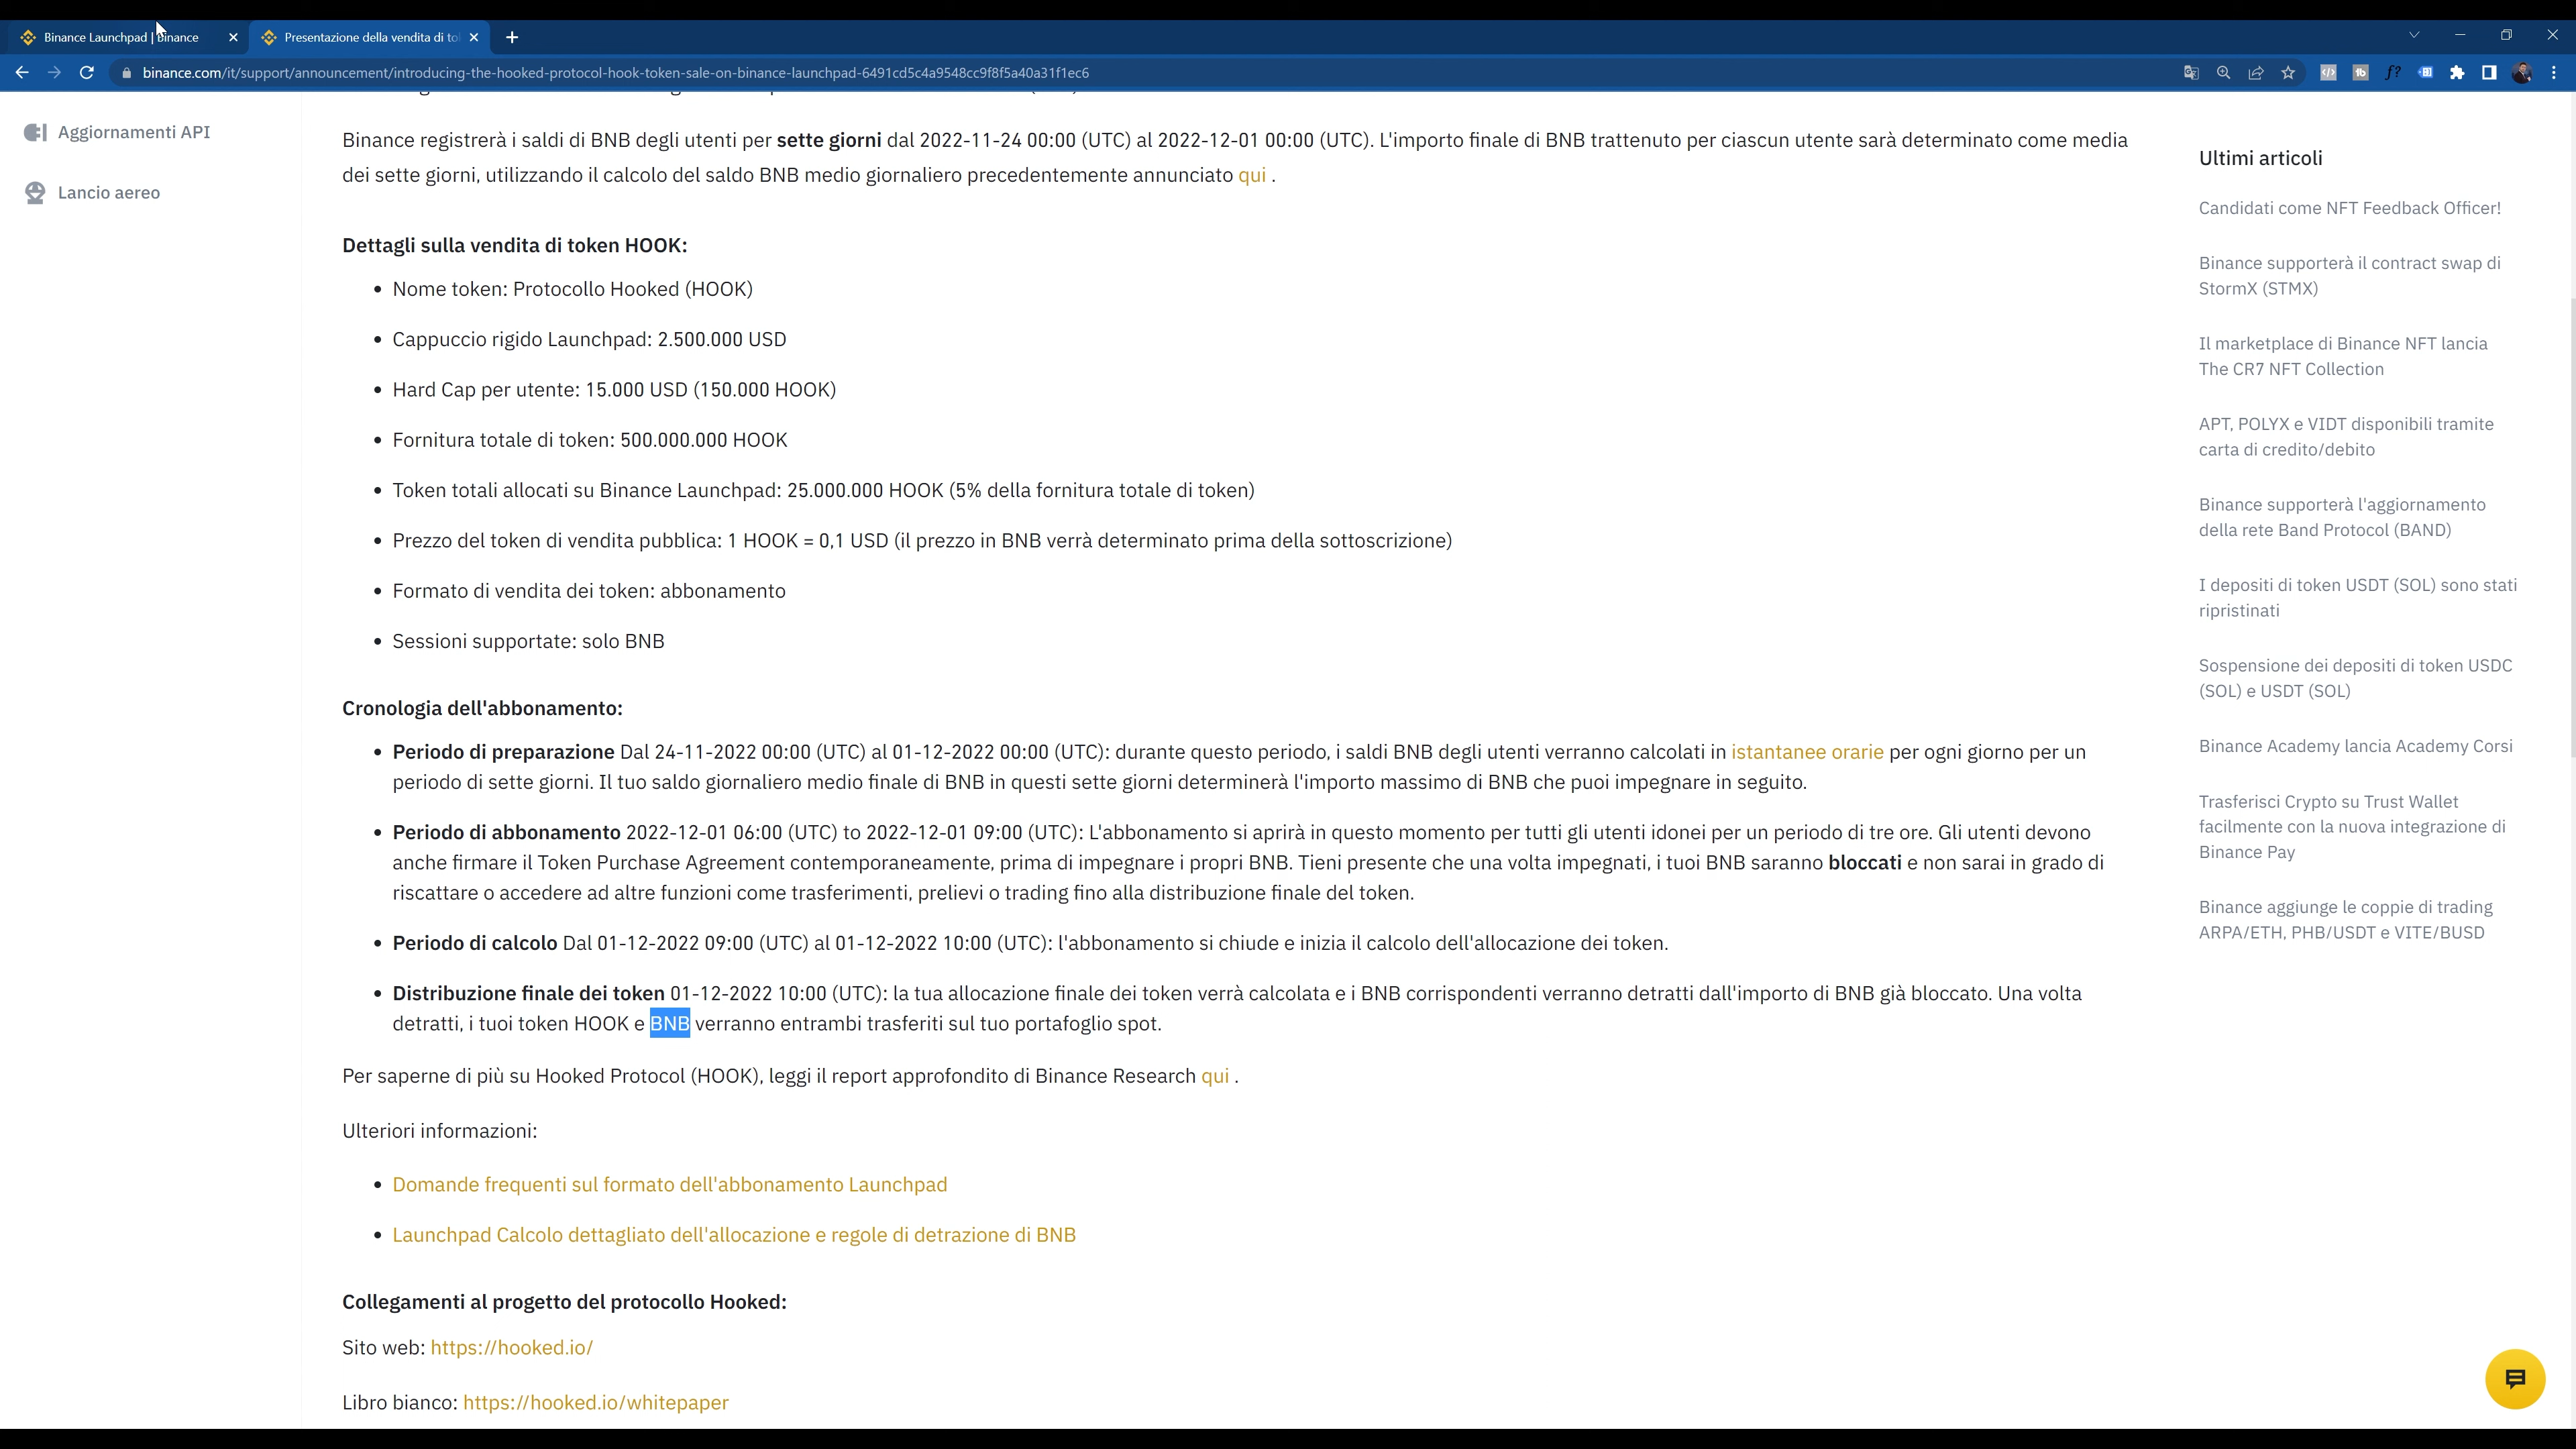 Binance Launchpad | Binance
Presentazione della vendita di to
binance.com/it/support/announcement/introducing-the-hooked-protocol-hook-token-sale-on-binance-launchpad-6491cd5c4a9548cc9f8f5a40a31f1ec6
Aggiornamenti API
Lancio aereo
Binance registrerà i saldi di BNB degli utenti per sette giorni dal 2022-11-24 00:00 (UTC) al 2022-12-01 00:00 (UTC). L'importo finale di BNB trattenuto per ciascun utente sarà determinato come media
dei sette giorni, utilizzando il calcolo del saldo BNB medio giornaliero precedentemente annunciato qui .
Dettagli sulla vendita di token HOOK:
• Nome token: Protocollo Hooked (HOOK)
• Cappuccio rigido Launchpad: 2.500.000 USD
• Hard Cap per utente: 15.000 USD (150.000 HOOK)
• Fornitura totale di token: 500.000.000 HOOK
• Token totali allocati su Binance Launchpad: 25.000.000 HOOK (5% della fornitura totale di token)
• Prezzo del token di vendita pubblica: 1 HOOK = 0,1 USD (il prezzo in BNB verrà determinato prima della sottoscrizione)
• Formato di vendita dei token: abbonamento
• Sessioni supportate: solo BNB
Cronologia dell'abbonamento:
• Periodo di preparazione Dal 24-11-2022 00:00 (UTC) al 01-12-2022 00:00 (UTC): durante questo periodo, i saldi BNB degli utenti verranno calcolati in istantanee orarie per ogni giorno per un
periodo di sette giorni. Il tuo saldo giornaliero medio finale di BNB in questi sette giorni determinerà l'importo massimo di BNB che puoi impegnare in seguito.
• Periodo di abbonamento 2022-12-01 06:00 (UTC) to 2022-12-01 09:00 (UTC): L'abbonamento si aprirà in questo momento per tutti gli utenti idonei per un periodo di tre ore. Gli utenti devono
anche firmare il Token Purchase Agreement contemporaneamente, prima di impegnare i propri BNB. Tieni presente che una volta impegnati, i tuoi BNB saranno bloccati e non sarai in grado di
riscattare o accedere ad altre funzioni come trasferimenti, prelievi o trading fino alla distribuzione finale del token.
• Periodo di calcolo Dal 01-12-2022 09:00 (UTC) al 01-12-2022 10:00 (UTC): l'abbonamento si chiude e inizia il calcolo dell'allocazione dei token.
• Distribuzione finale dei token 01-12-2022 10:00 (UTC): la tua allocazione finale dei token verrà calcolata e i BNB corrispondenti verranno detratti dall'importo di BNB già bloccato. Una volta
detratti, i tuoi token HOOK e BNB verranno entrambi trasferiti sul tuo portafoglio spot.
Per saperne di più su Hooked Protocol (HOOK), leggi il report approfondito di Binance Research qui .
Ulteriori informazioni:
• Domande frequenti sul formato dell'abbonamento Launchpad
• Launchpad Calcolo dettagliato dell'allocazione e regole di detrazione di BNB
Collegamenti al progetto del protocollo Hooked:
Sito web: https://hooked.io/
Libro bianco: https://hooked.io/whitepaper
Ultimi articoli
Candidati come NFT Feedback Officer!
Binance supporterà il contract swap di
StormX (STMX)
Il marketplace di Binance NFT lancia
The CR7 NFT Collection
APT, POLYX e VIDT disponibili tramite
carta di credito/debito
Binance supporterà l'aggiornamento
della rete Band Protocol (BAND)
I depositi di token USDT (SOL) sono stati
ripristinati
Sospensione dei depositi di token USDC
(SOL) e USDT (SOL)
Binance Academy lancia Academy Corsi
Trasferisci Crypto su Trust Wallet
facilmente con la nuova integrazione di
Binance Pay
Binance aggiunge le coppie di trading
ARPA/ETH, PHB/USDT e VITE/BUSD